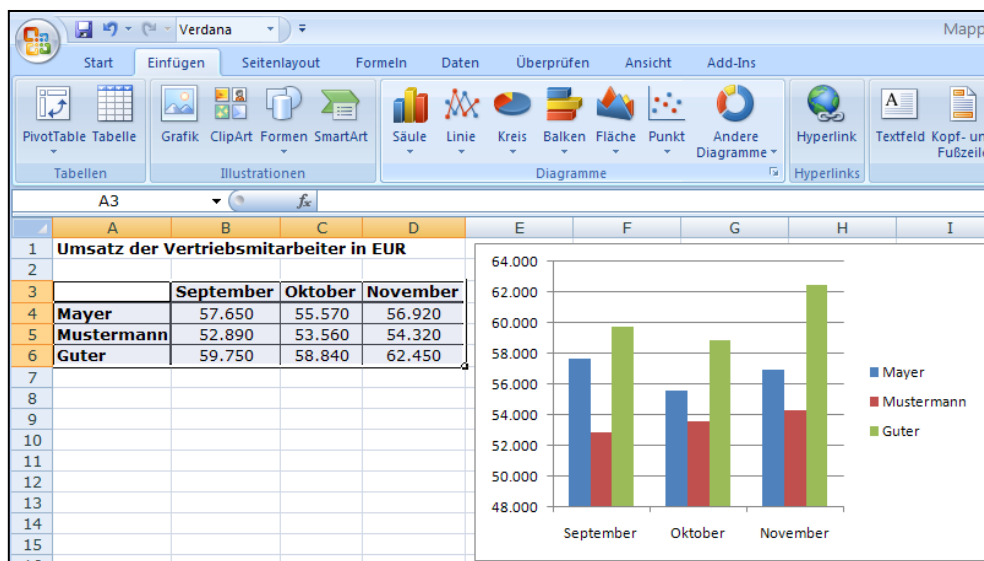 Verdana
Mapp
Start Einfügen Seitenlayout Formeln Daten Überprüfen Ansicht Add-Ins
PivotTable Tabelle Grafik ClipArt Formen SmartArt Säule Linie Kreis Balken Fläche Punkt Andere Diagramme Hyperlink Textfeld Kopf- un
Fußzeile
Tabellen Illustrationen Diagramme Hyperlinks
A3 fx
A B C D E F G H I
1 Umsatz der Vertriebsmitarbeiter in EUR
2
3 September Oktober November
4 Mayer 57.650 55.570 56.920
5 Mustermann 52.890 53.560 54.320
6 Guter 59.750 58.840 62.450
7
8
9
10
11
12
13
14
15
64.000
62.000
60.000
58.000
56.000
54.000
52.000
50.000
48.000
September Oktober November
Mayer
Mustermann
Guter